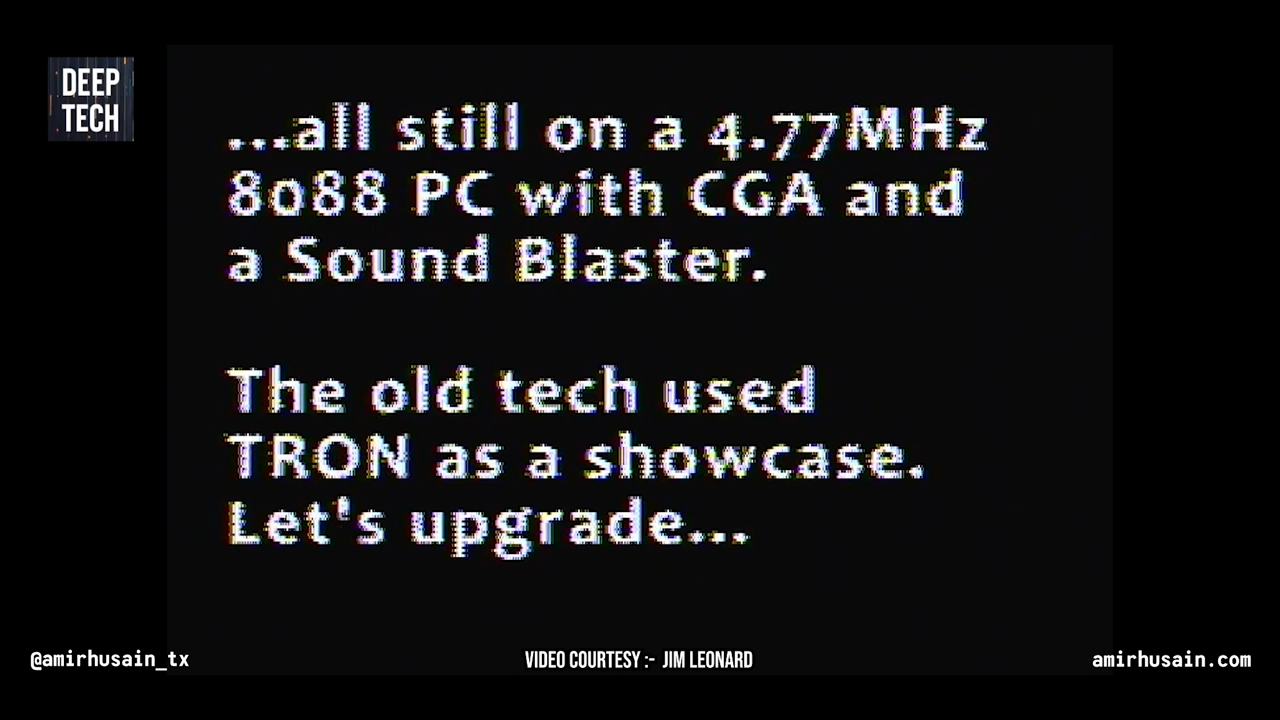 DEEP
TECH
...all still on a 4.77MHz
8088 PC with CGA and
a Sound Blaster.
The old tech used
TRON as a showcase.
Let's upgrade...
@amirhusain_tx
VIDEO COURTESY :- JIM LEONARD
amirhusain.com